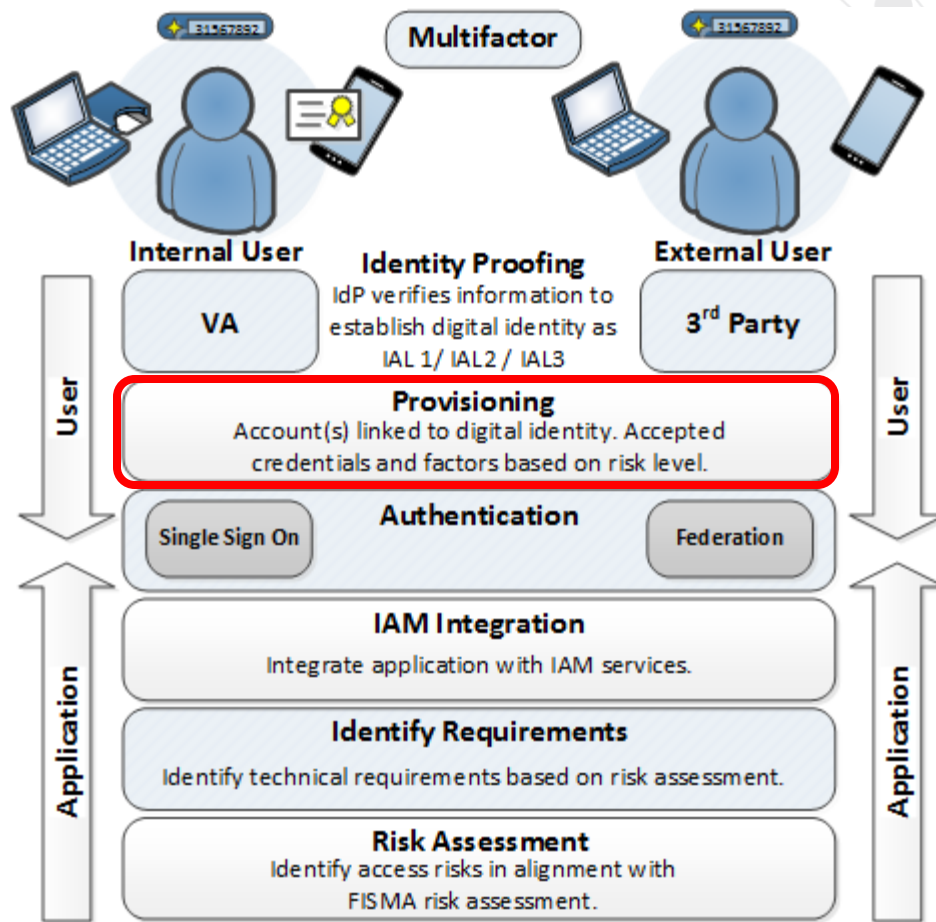 31567892
Multifactor
31567892
Internal User
External User
Identity Proofing
IdP verifies information to
establish digital identity as
IAL 1/ IAL2 / IAL3
VA
3rd Party
User
User
Provisioning
Account(s) linked to digital identity. Accepted
credentials and factors based on risk level.
Authentication
Single Sign On
Federation
IAM Integration
Integrate application with IAM services.
Application
Application
Identify Requirements
Identify technical requirements based on risk assessment.
Risk Assessment
Identify access risks in alignment with
FISMA risk assessment.